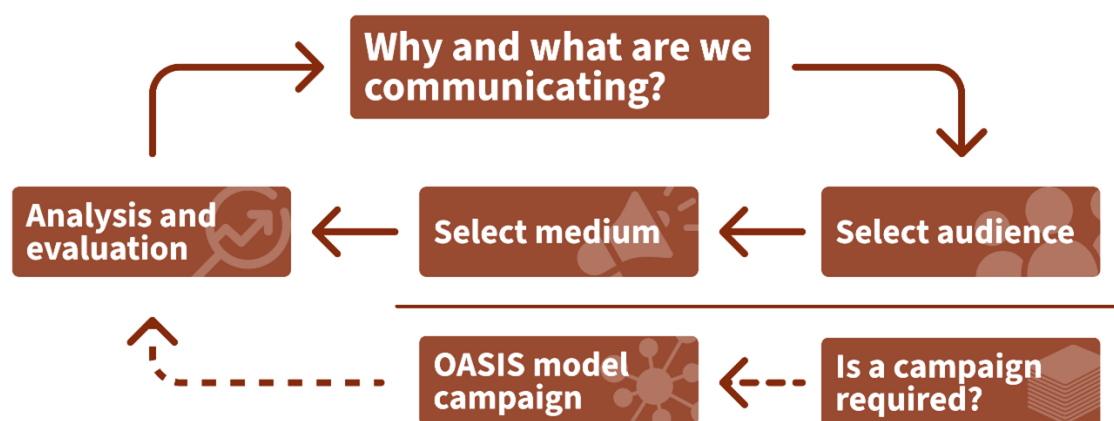 Why and what are we
communicating?
Analysis and
evaluation
Select medium
Select audience
OASIS model
campaign
Is a campaign
required?